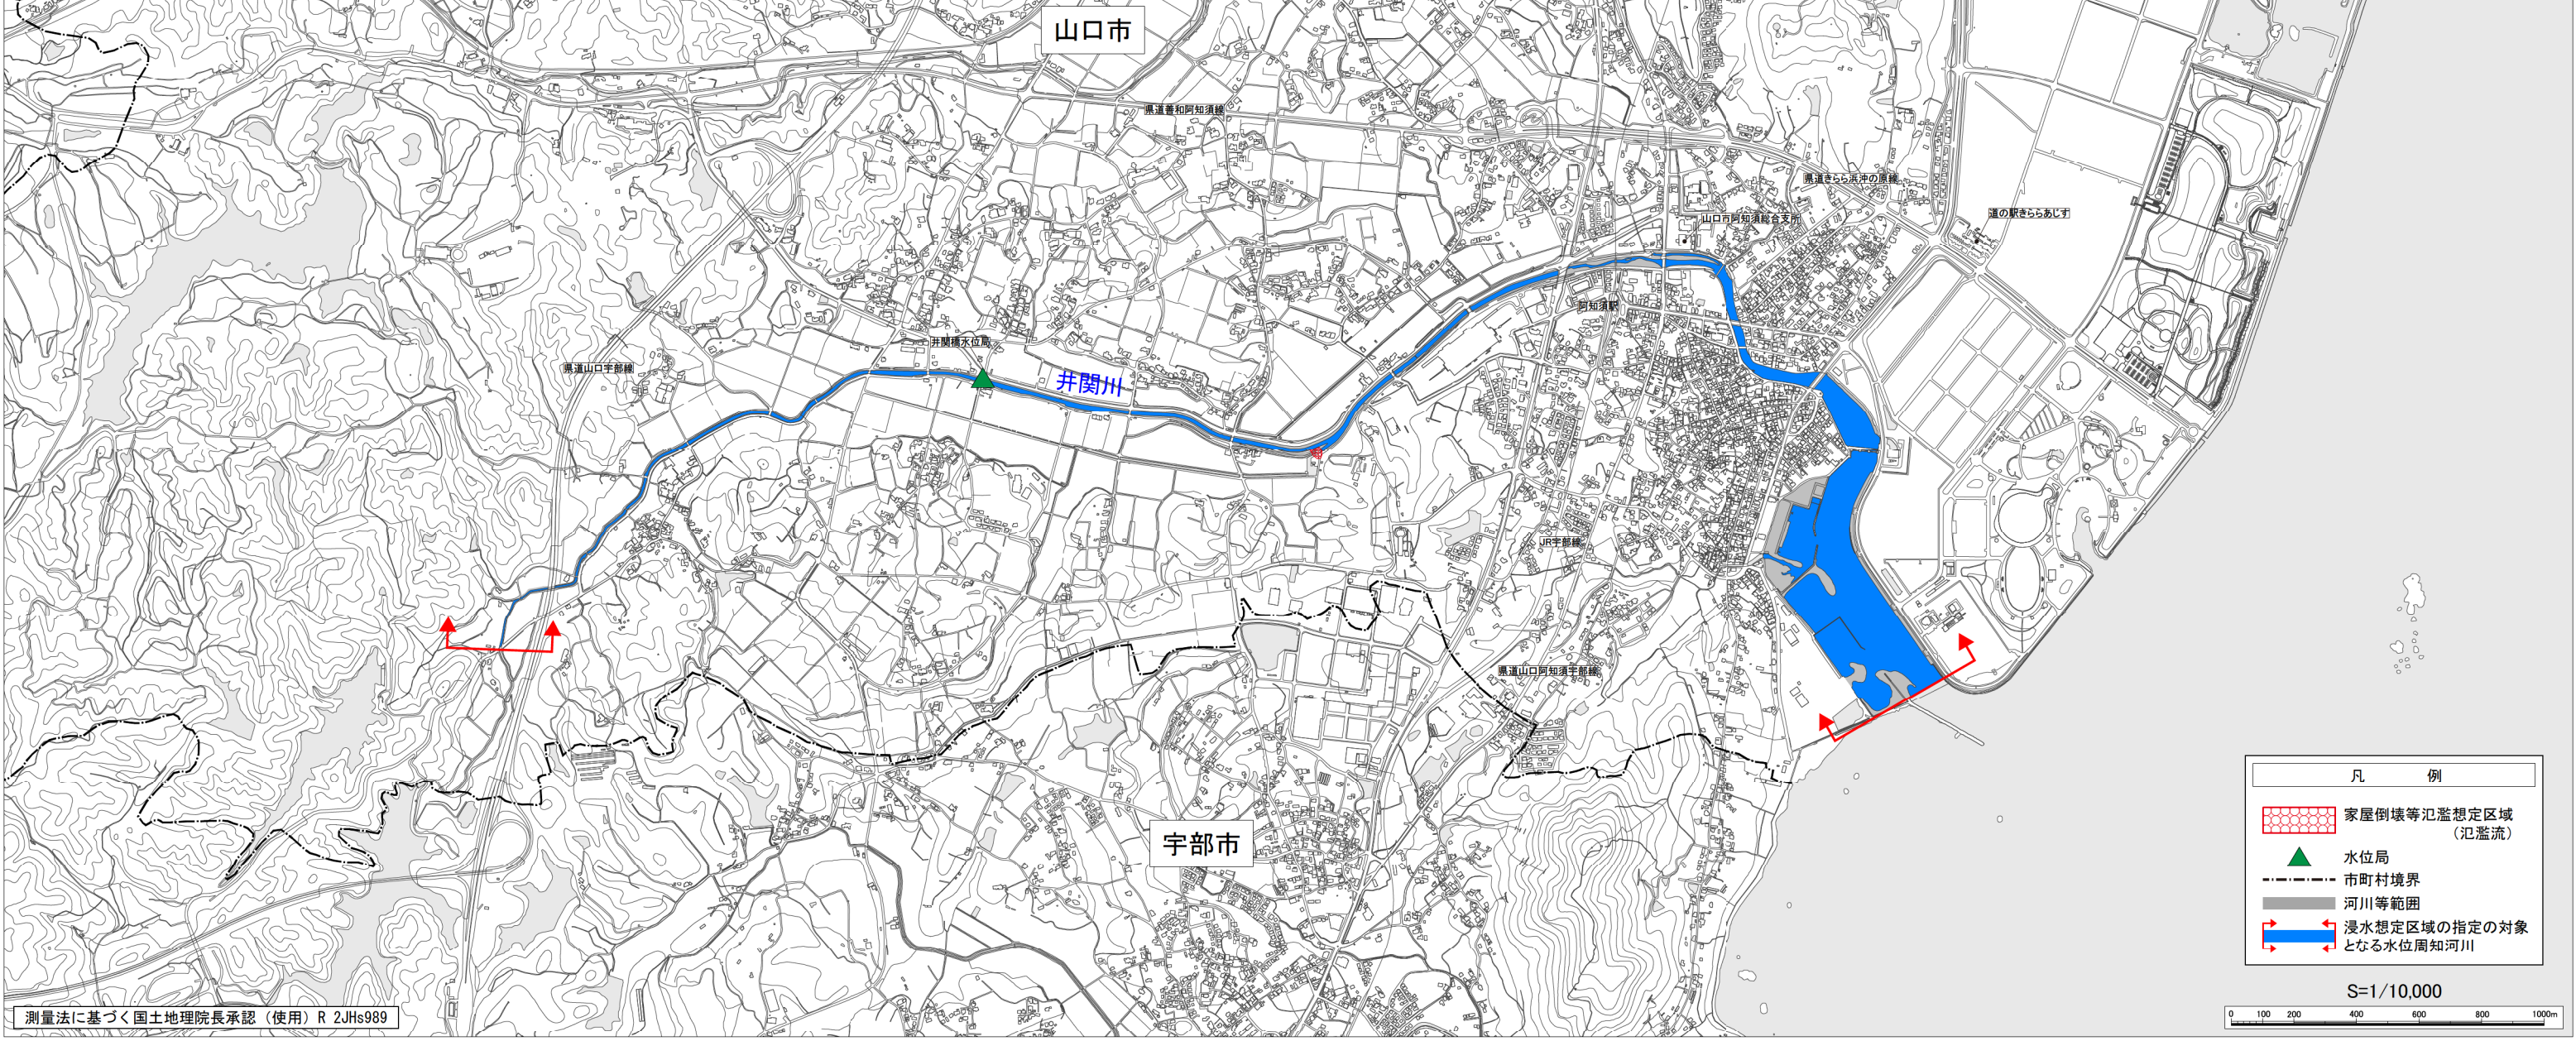 山口市
県道善和阿知須線
県道きらら浜沖の原線
道の駅きららあじす
山口市阿知須総合支所
阿知須駅
井関橋水位局
県道山口宇部線
井関川
JR宇部線
県道山口阿知須宇部線
宇部市
凡 例
家屋倒壊等氾濫想定区域
（氾濫流）
水位局
市町村境界
河川等範囲
浸水想定区域の指定の対象
となる水位周知河川
S=1/10,000
0 100 200 400 600 800 1000m
測量法に基づく国土地理院長承認（使用）R 2JHs989